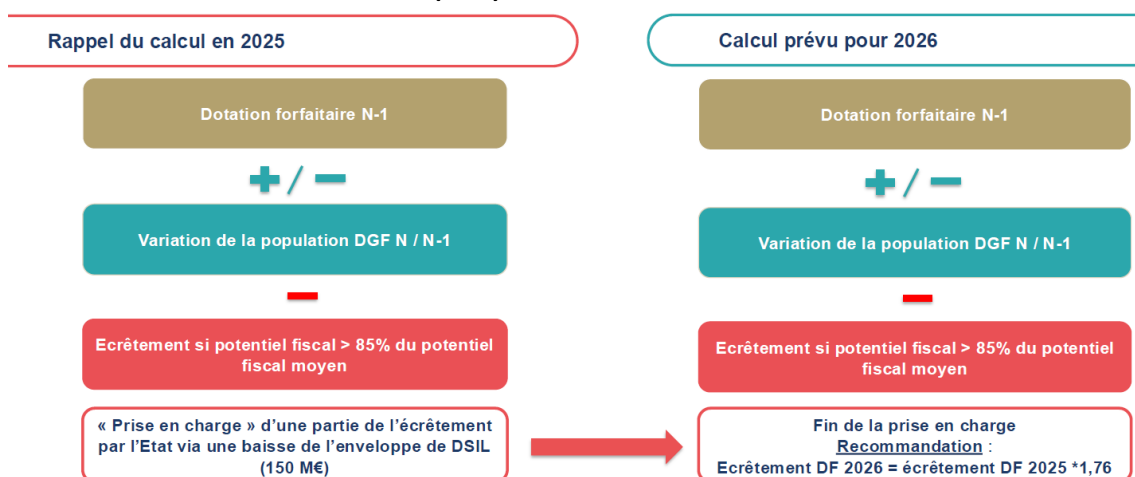 Rappel du calcul en 2025
Dotation forfaitaire N-1
+ / −
Variation de la population DGF N / N-1
−
Ecrêtement si potentiel fiscal > 85% du potentiel
fiscal moyen
« Prise en charge » d'une partie de l'écrêtement
par l'Etat via une baisse de l'enveloppe de DSIL
(150 M€)
Calcul prévu pour 2026
Dotation forfaitaire N-1
+ / −
Variation de la population DGF N / N-1
−
Ecrêtement si potentiel fiscal > 85% du potentiel
fiscal moyen
Fin de la prise en charge
Recommandation :
Ecrêtement DF 2026 = écrêtement DF 2025 *1,76